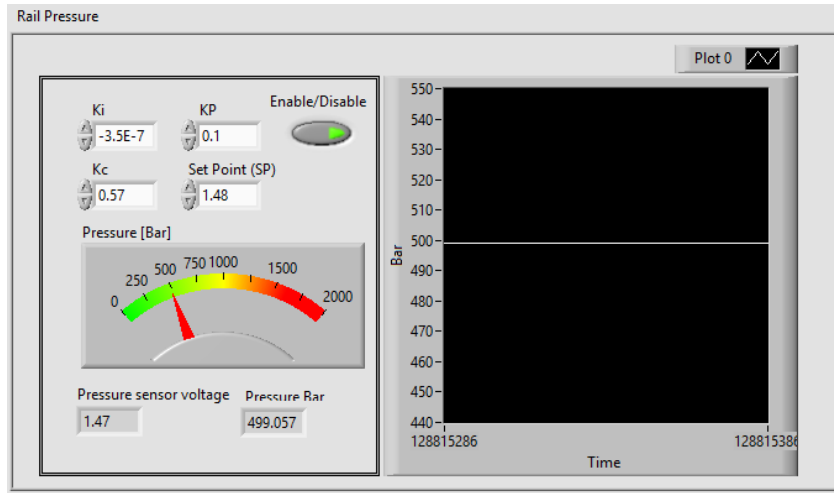 Rail Pressure
Plot 0
Ki
KP
Enable/Disable
-3.5E-7
0.1
Kc
Set Point (SP)
0.57
1.48
Pressure [Bar]
0
250
500
750
1000
1500
2000
Pressure sensor voltage
Pressure Bar
1.47
499.057
550
540
530
520
510
500
490
480
470
460
450
440
Bar
128815286
128815386
Time